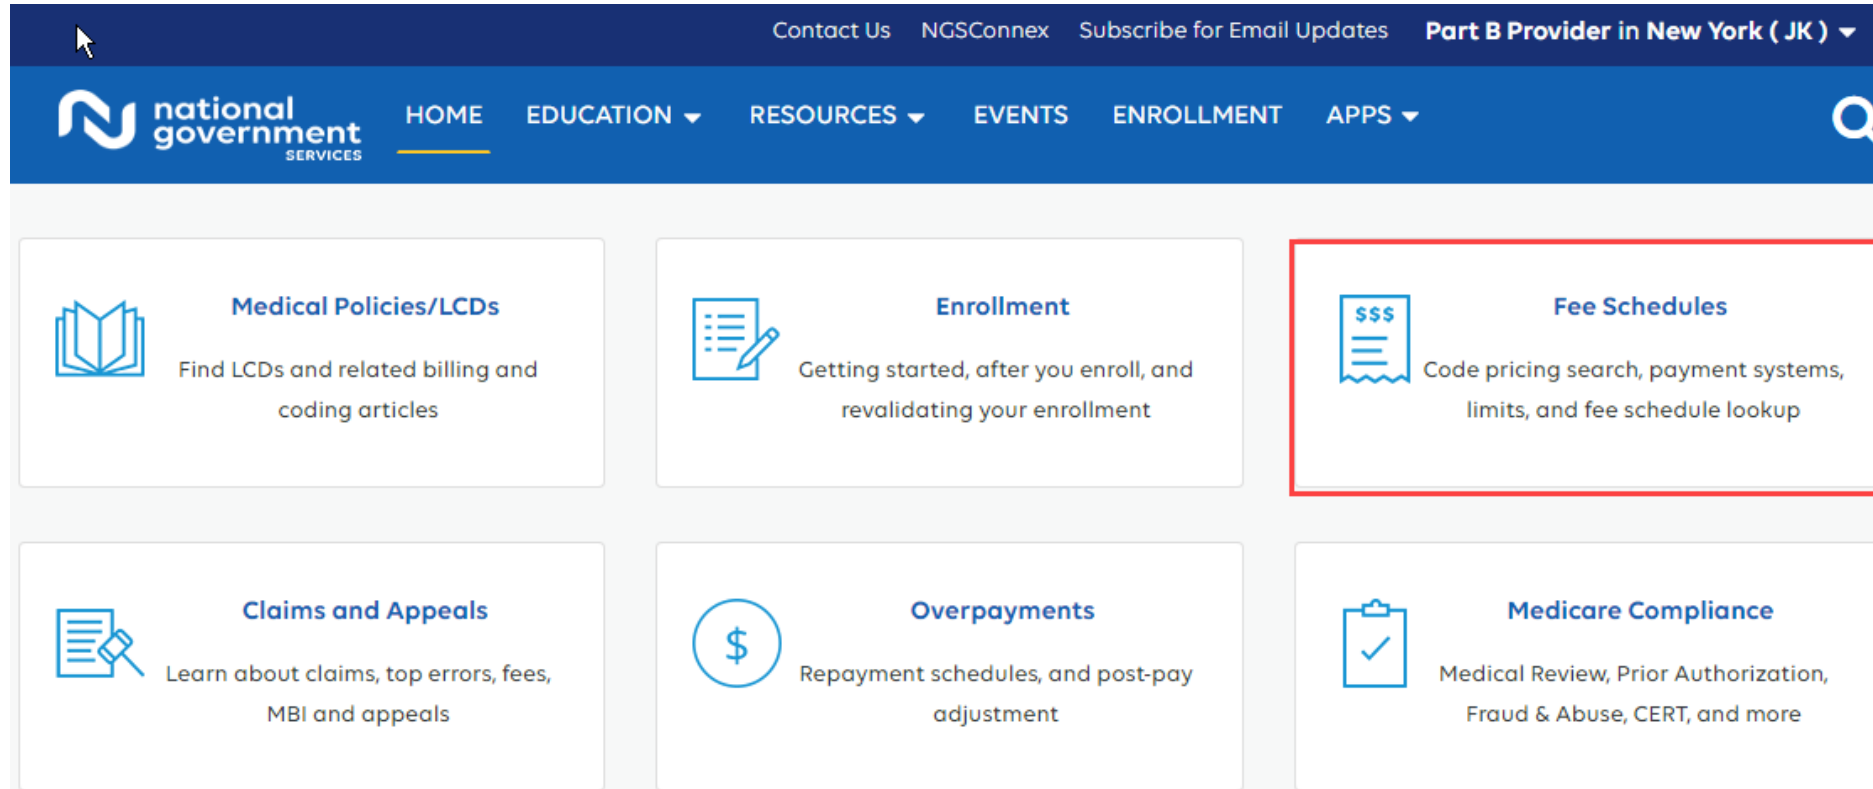 Contact Us NGSConnex Subscribe for Email Updates Part B Provider in New York ( JK )
national
government
SERVICES
HOME EDUCATION RESOURCES EVENTS ENROLLMENT APPS
Medical Policies/LCDs
Find LCDs and related billing and
coding articles
Enrollment
Getting started, after you enroll, and
revalidating your enrollment
$$$
Fee Schedules
Code pricing search, payment systems,
limits, and fee schedule lookup
Claims and Appeals
Learn about claims, top errors, fees,
MBI and appeals
$
Overpayments
Repayment schedules, and post-pay
adjustment
Medicare Compliance
Medical Review, Prior Authorization,
Fraud & Abuse, CERT, and more